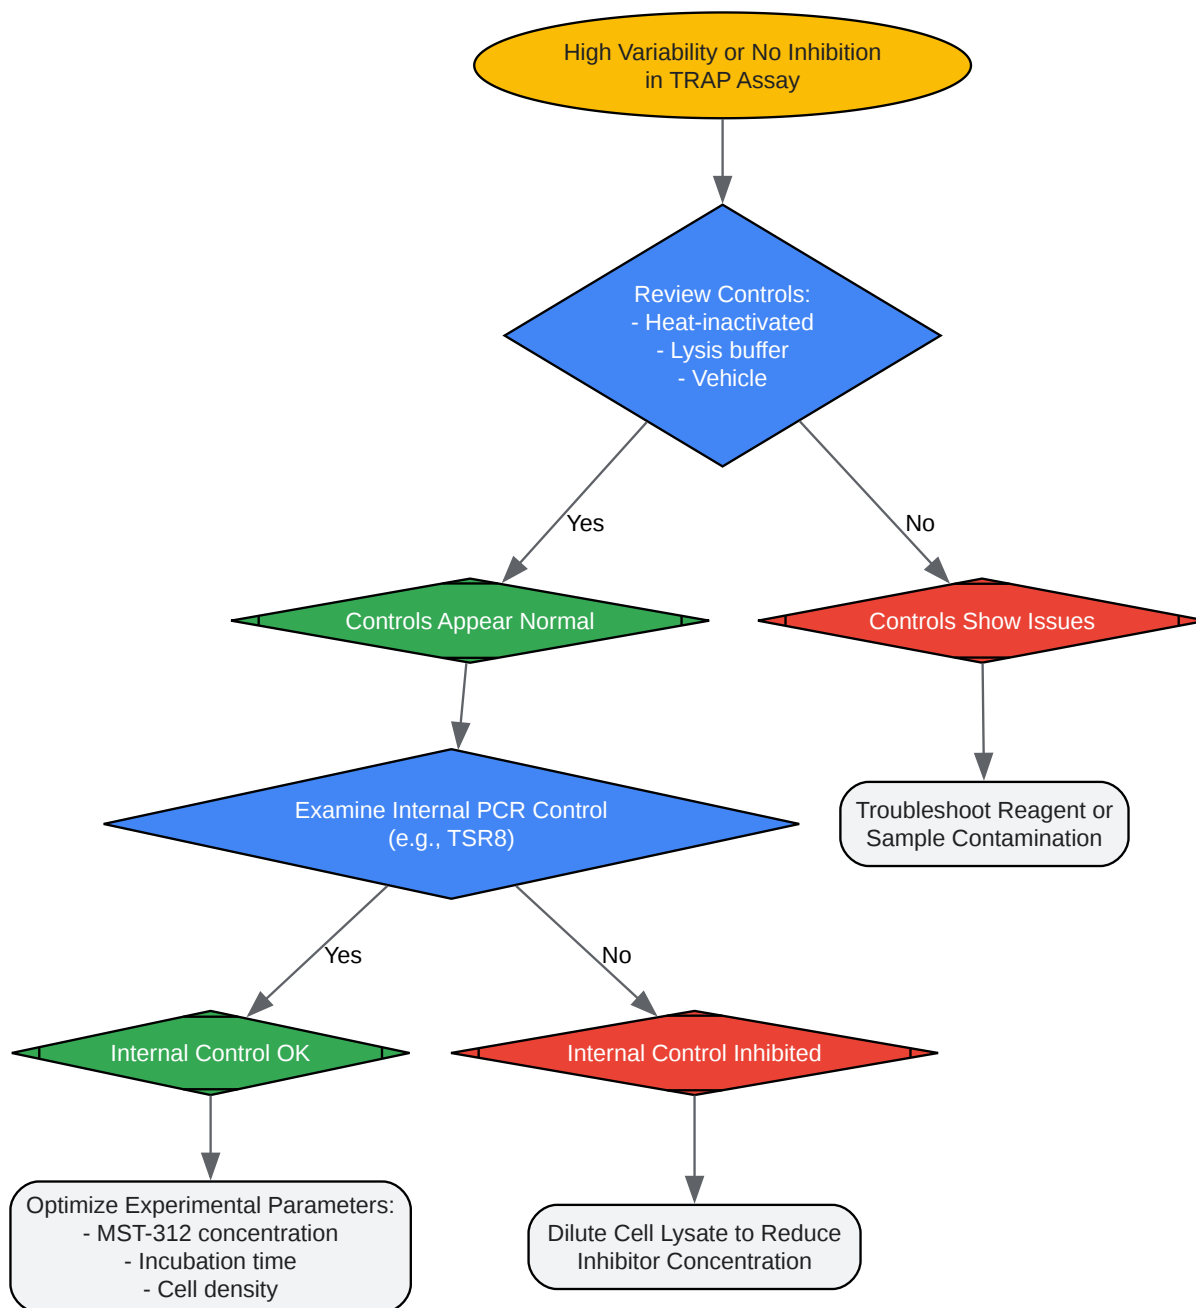 High Variability or No Inhibition
in TRAP Assay
Review Controls:
- Heat-inactivated
- Lysis buffer
- Vehicle
Yes
No
Controls Appear Normal
Controls Show Issues
Examine Internal PCR Control
(e.g., TSR8)
Troubleshoot Reagent or
Sample Contamination
Yes
No
Internal Control OK
Internal Control Inhibited
Optimize Experimental Parameters:
- MST-312 concentration
- Incubation time
- Cell density
Dilute Cell Lysate to Reduce
Inhibitor Concentration